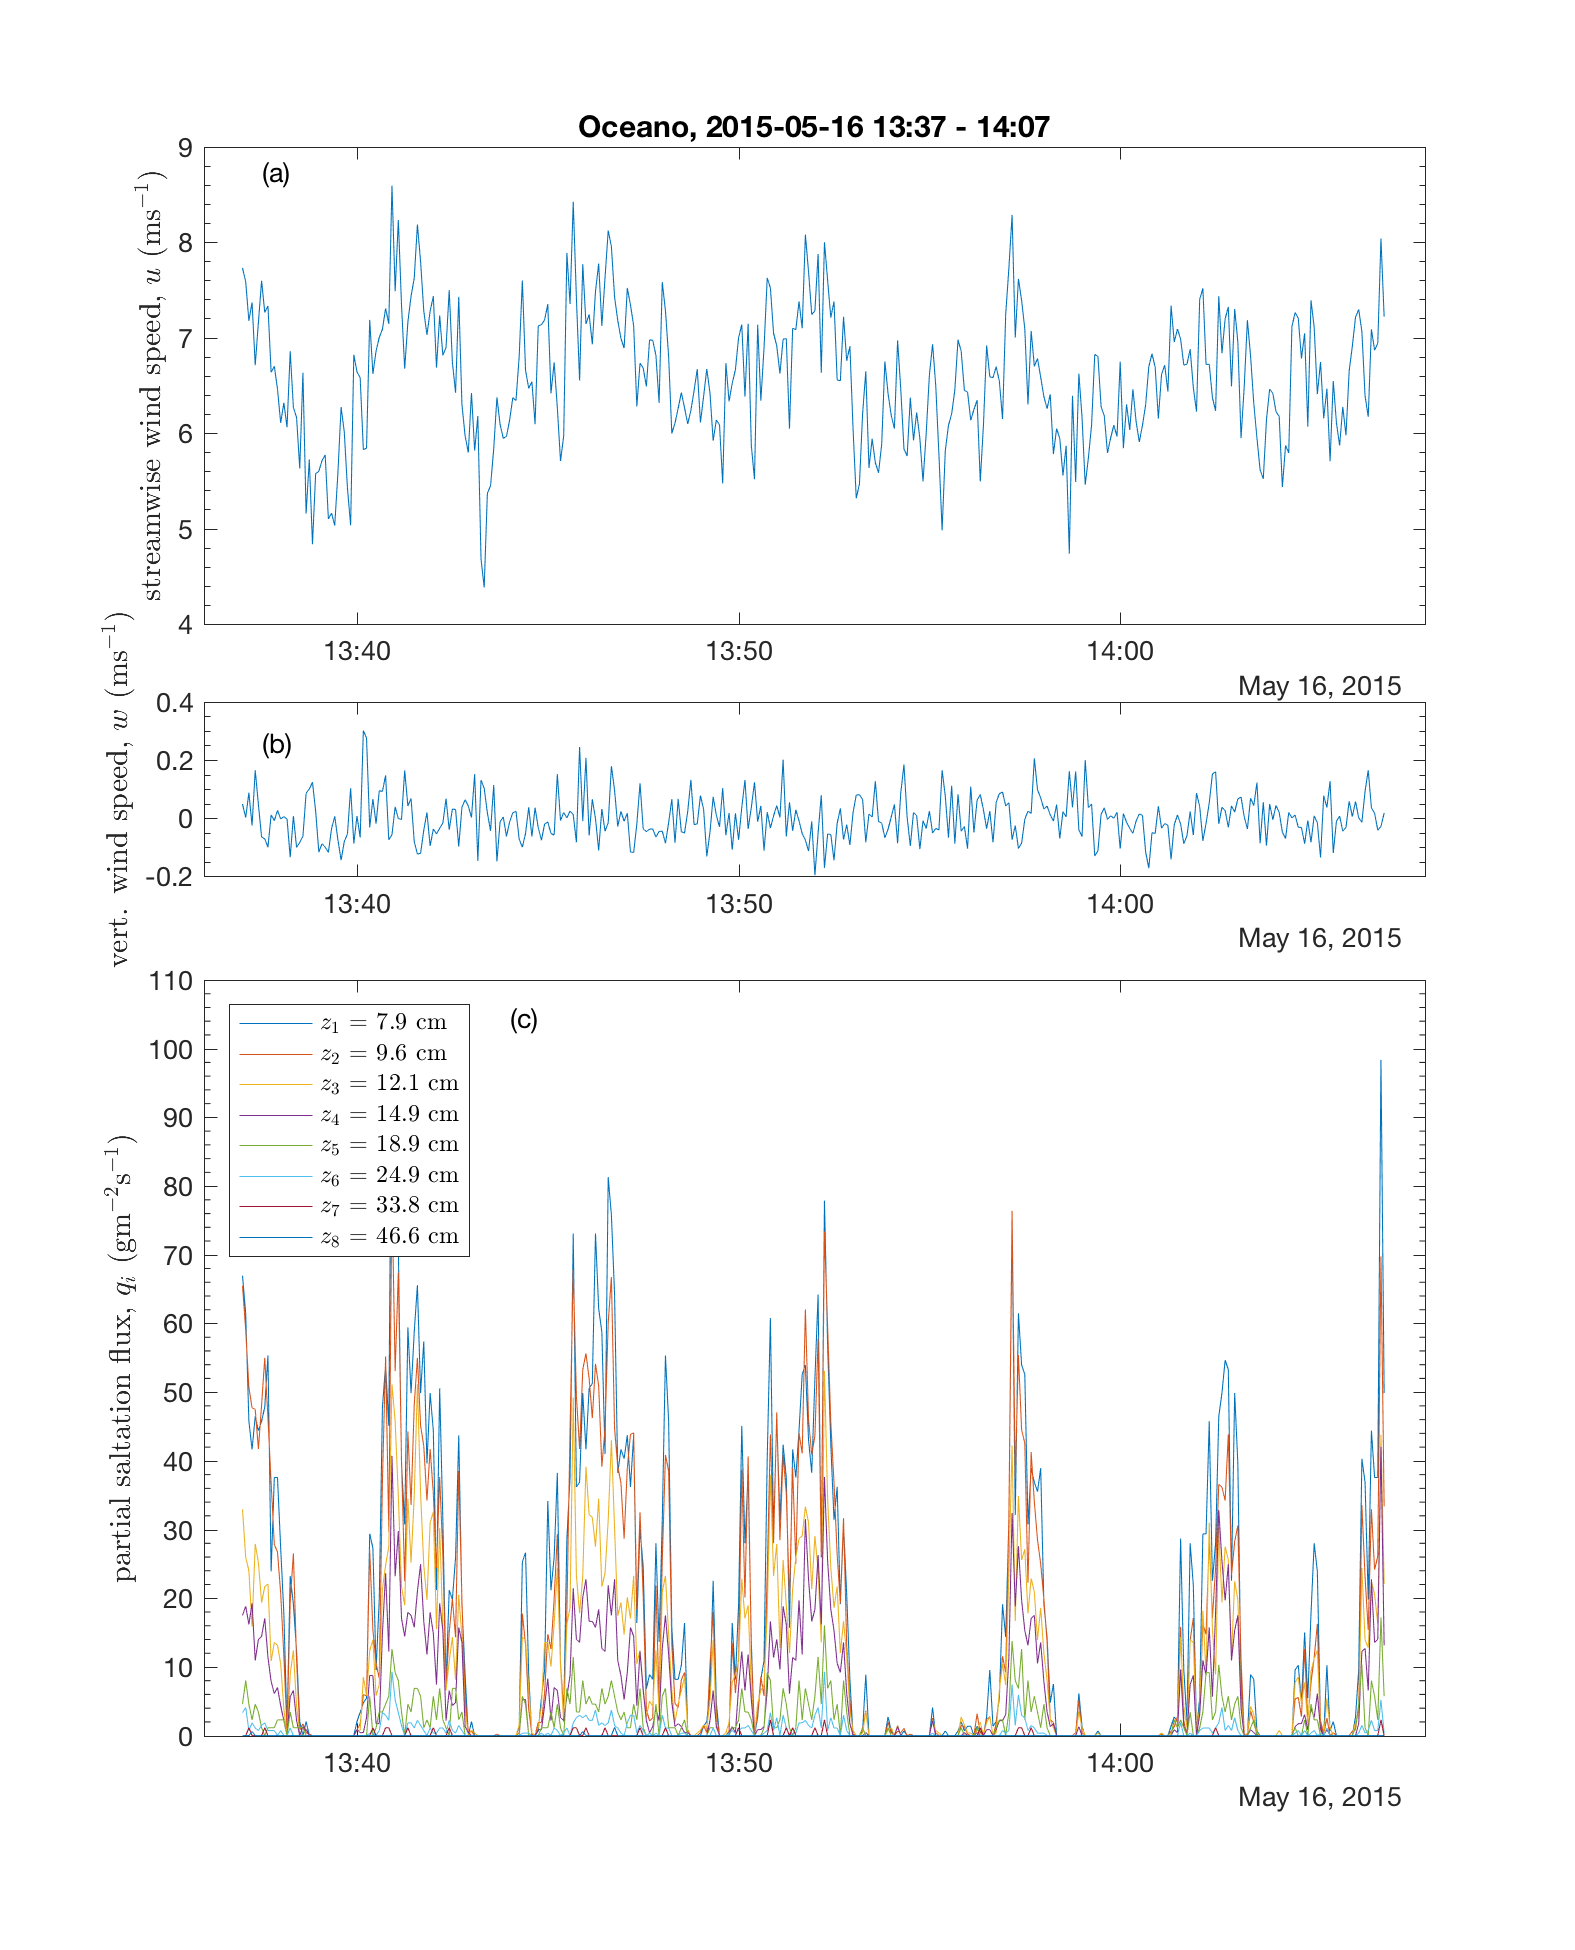 Oceano, 2015-05-16 13:37 - 14:07
(a)
streamwise wind speed, u (ms⁻¹)
9
8
7
6
5
4
13:40 13:50 14:00
May 16, 2015
(b)
vert. wind speed, w (ms⁻¹)
0.4
0.2
0
-0.2
13:40 13:50 14:00
May 16, 2015
(c)
partial saltation flux, qᵢ (gm⁻²s⁻¹)
110
100
90
80
70
60
50
40
30
20
10
0
z₁ = 7.9 cm
z₂ = 9.6 cm
z₃ = 12.1 cm
z₄ = 14.9 cm
z₅ = 18.9 cm
z₆ = 24.9 cm
z₇ = 33.8 cm
z₈ = 46.6 cm
13:40 13:50 14:00
May 16, 2015